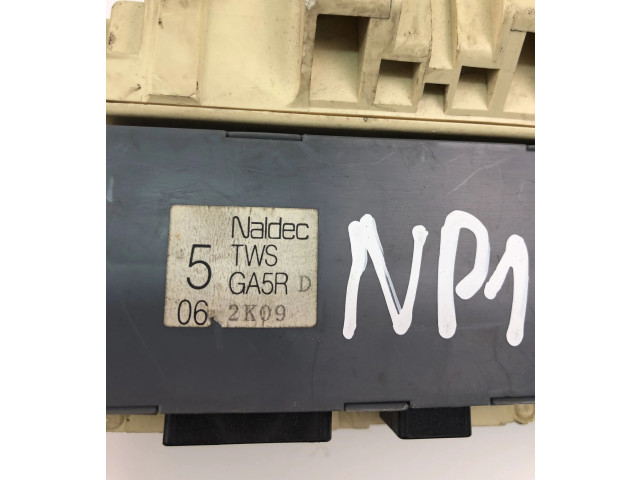 Naldec
5 TWS
GA5R D
06 2K09
NP1